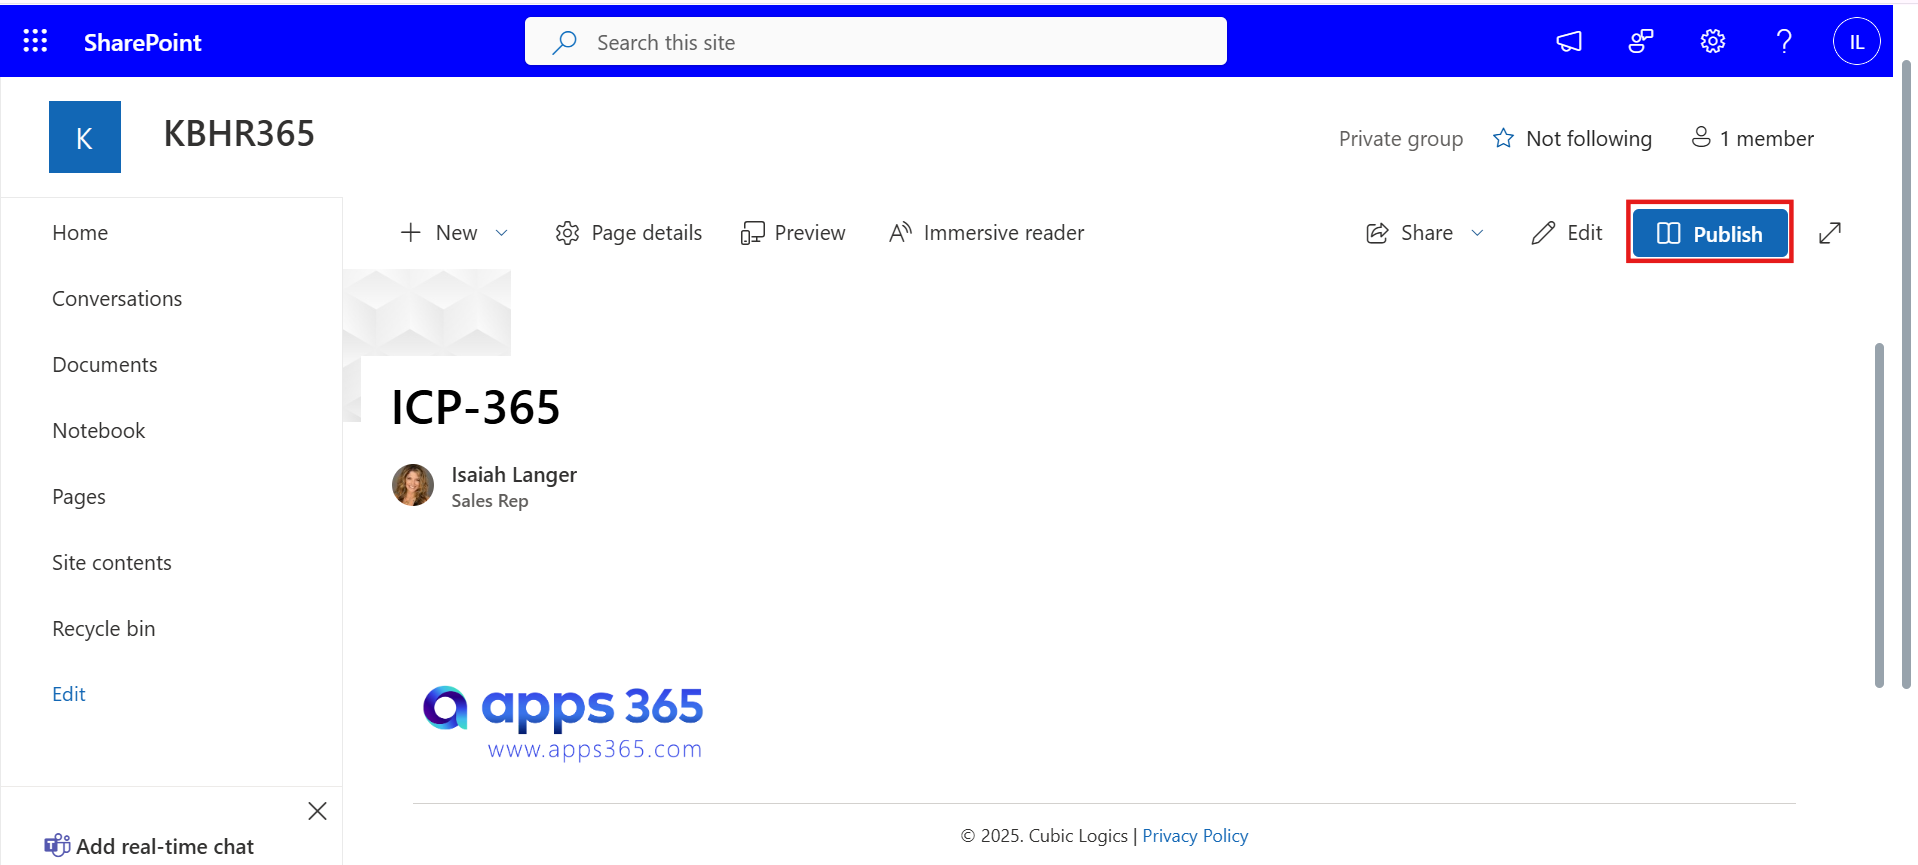 SharePoint
Search this site
IL
K
KBHR365
Private group
Not following
1 member
Home
Conversations
Documents
Notebook
Pages
Site contents
Recycle bin
Edit
New
Page details
Preview
Immersive reader
Share
Edit
Publish
ICP-365
Isaiah Langer
Sales Rep
apps 365
www.apps365.com
© 2025. Cubic Logics | Privacy Policy
Add real-time chat